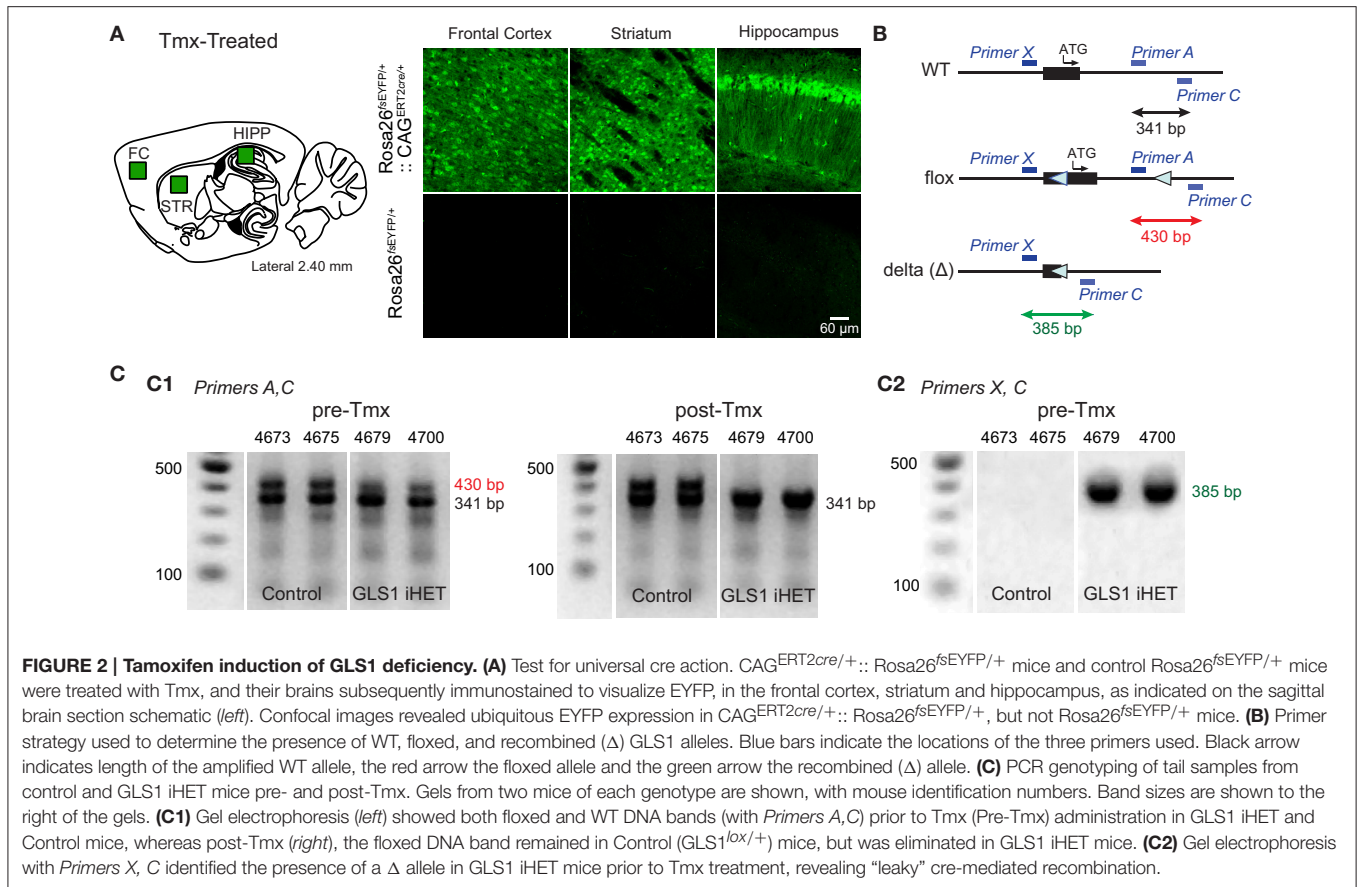 A
Tmx-Treated
FC
HIPP
STR
Lateral 2.40 mm
Frontal Cortex Striatum Hippocampus
Rosa26fsEYFP/+
:: CAGERT2cre/+
Rosa26fsEYFP/+
60 µm
B
WT
Primer X
ATG
Primer A
Primer C
341 bp
flox
Primer X
ATG
Primer A
Primer C
430 bp
delta (Δ)
Primer X
Primer C
385 bp
C
C1 Primers A,C
pre-Tmx
4673 4675 4679 4700
500
430 bp
341 bp
100
Control GLS1 iHET
post-Tmx
4673 4675 4679 4700
500
341 bp
100
Control GLS1 iHET
C2 Primers X, C
pre-Tmx
4673 4675 4679 4700
500
385 bp
100
Control GLS1 iHET
FIGURE 2 | Tamoxifen induction of GLS1 deficiency. (A) Test for universal cre action. CAGERT2cre/+:: Rosa26fsEYFP/+ mice and control Rosa26fsEYFP/+ mice
were treated with Tmx, and their brains subsequently immunostained to visualize EYFP, in the frontal cortex, striatum and hippocampus, as indicated on the sagittal
brain section schematic (left). Confocal images revealed ubiquitous EYFP expression in CAGERT2cre/+:: Rosa26fsEYFP/+, but not Rosa26fsEYFP/+ mice. (B) Primer
strategy used to determine the presence of WT, floxed, and recombined (Δ) GLS1 alleles. Blue bars indicate the locations of the three primers used. Black arrow
indicates length of the amplified WT allele, the red arrow the floxed allele and the green arrow the recombined (Δ) allele. (C) PCR genotyping of tail samples from
control and GLS1 iHET mice pre- and post-Tmx. Gels from two mice of each genotype are shown, with mouse identification numbers. Band sizes are shown to the
right of the gels. (C1) Gel electrophoresis (left) showed both floxed and WT DNA bands (with Primers A,C) prior to Tmx (Pre-Tmx) administration in GLS1 iHET and
Control mice, whereas post-Tmx (right), the floxed DNA band remained in Control (GLS1lox/+) mice, but was eliminated in GLS1 iHET mice. (C2) Gel electrophoresis
with Primers X, C identified the presence of a Δ allele in GLS1 iHET mice prior to Tmx treatment, revealing “leaky” cre-mediated recombination.